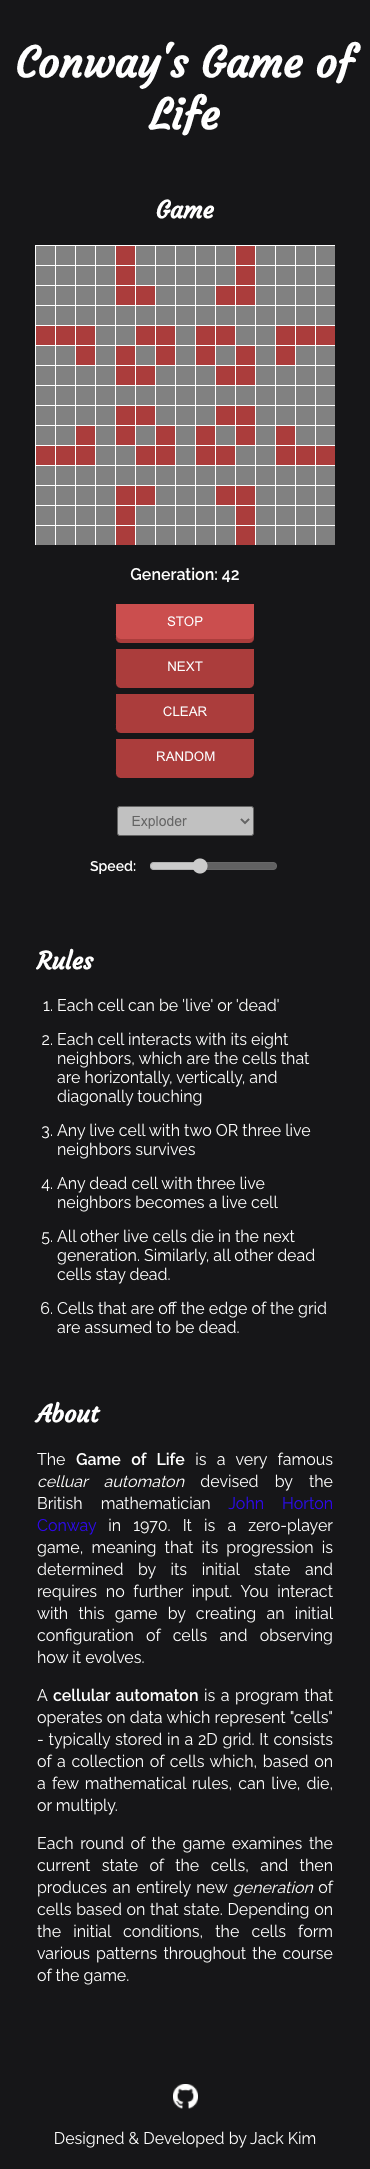 Conway's Game of
Life
Game
Generation: 42
STOP
NEXT
CLEAR
RANDOM
Exploder
Speed:
Rules
1. Each cell can be 'live' or 'dead'
2. Each cell interacts with its eight
neighbors, which are the cells that
are horizontally, vertically, and
diagonally touching
3. Any live cell with two OR three live
neighbors survives
4. Any dead cell with three live
neighbors becomes a live cell
5. All other live cells die in the next
generation. Similarly, all other dead
cells stay dead.
6. Cells that are off the edge of the grid
are assumed to be dead.
About
The Game of Life is a very famous
celluar automaton devised by the
British mathematician John Horton
Conway in 1970. It is a zero-player
game, meaning that its progression is
determined by its initial state and
requires no further input. You interact
with this game by creating an initial
configuration of cells and observing
how it evolves.
A cellular automaton is a program that
operates on data which represent "cells"
- typically stored in a 2D grid. It consists
of a collection of cells which, based on
a few mathematical rules, can live, die,
or multiply.
Each round of the game examines the
current state of the cells, and then
produces an entirely new generation of
cells based on that state. Depending on
the initial conditions, the cells form
various patterns throughout the course
of the game.
Designed & Developed by Jack Kim